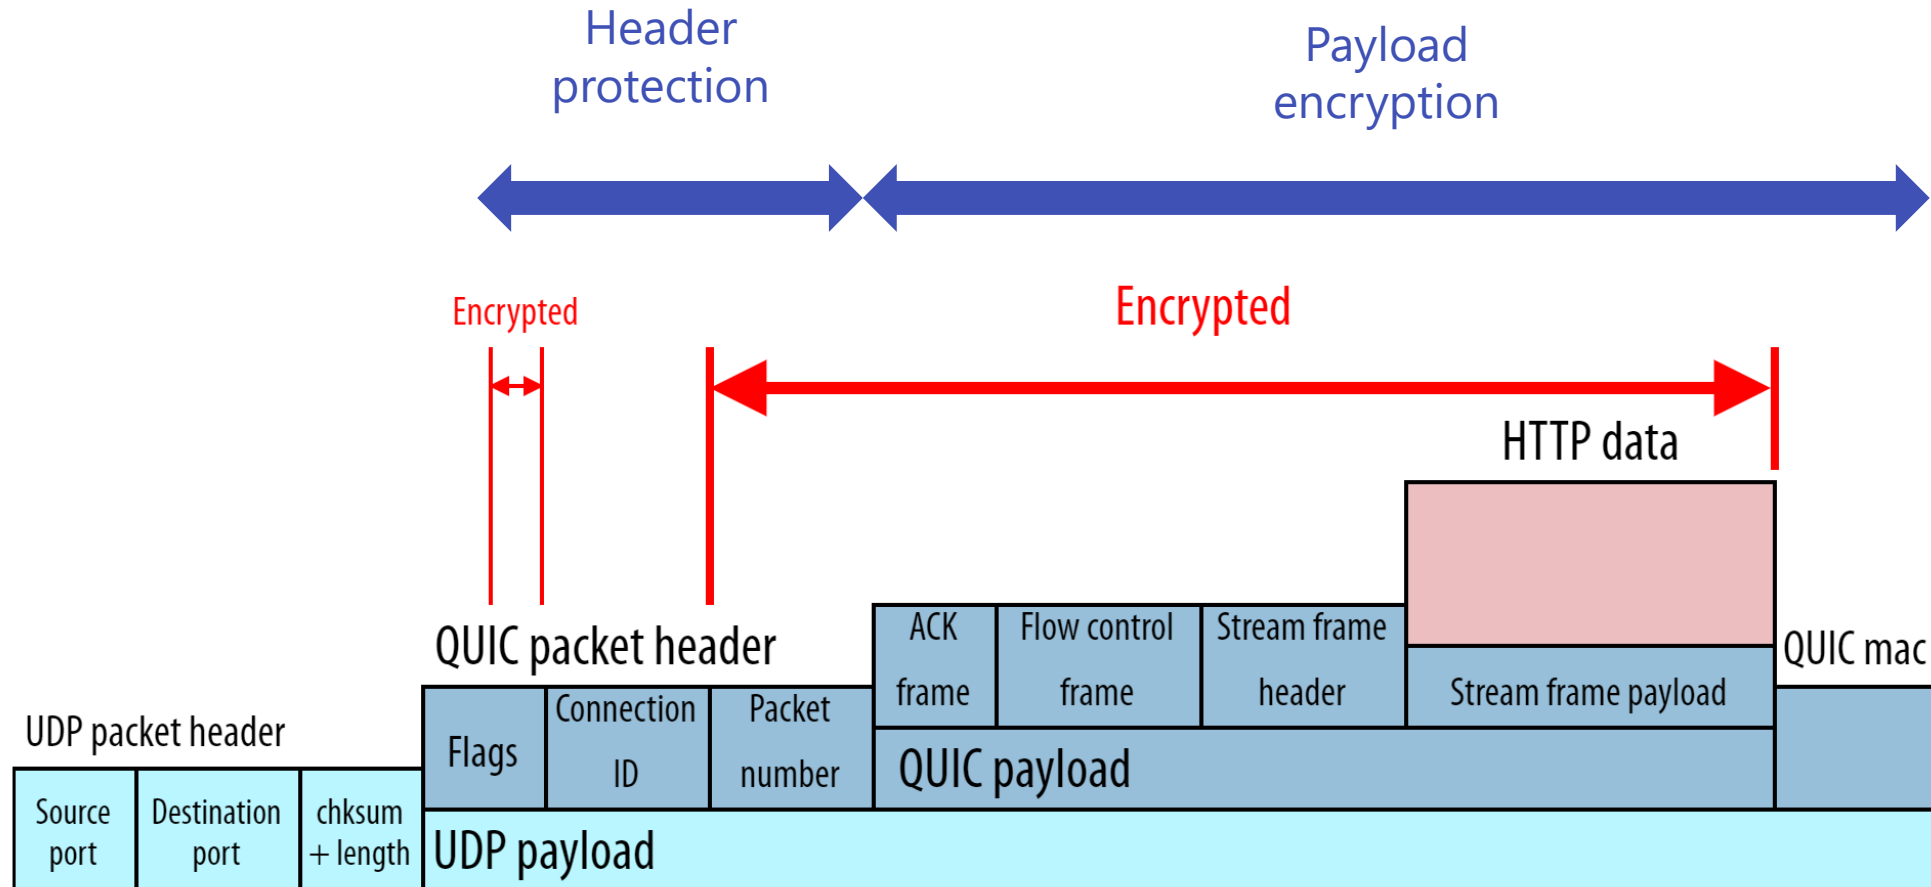 Header
protection
Payload
encryption
Encrypted
Encrypted
HTTP data
QUIC packet header
ACK
frame
Flow control
frame
Stream frame
header
Stream frame payload
QUIC mac
UDP packet header
Flags
Connection
ID
Packet
number
QUIC payload
Source
port
Destination
port
chksum
+ length
UDP payload